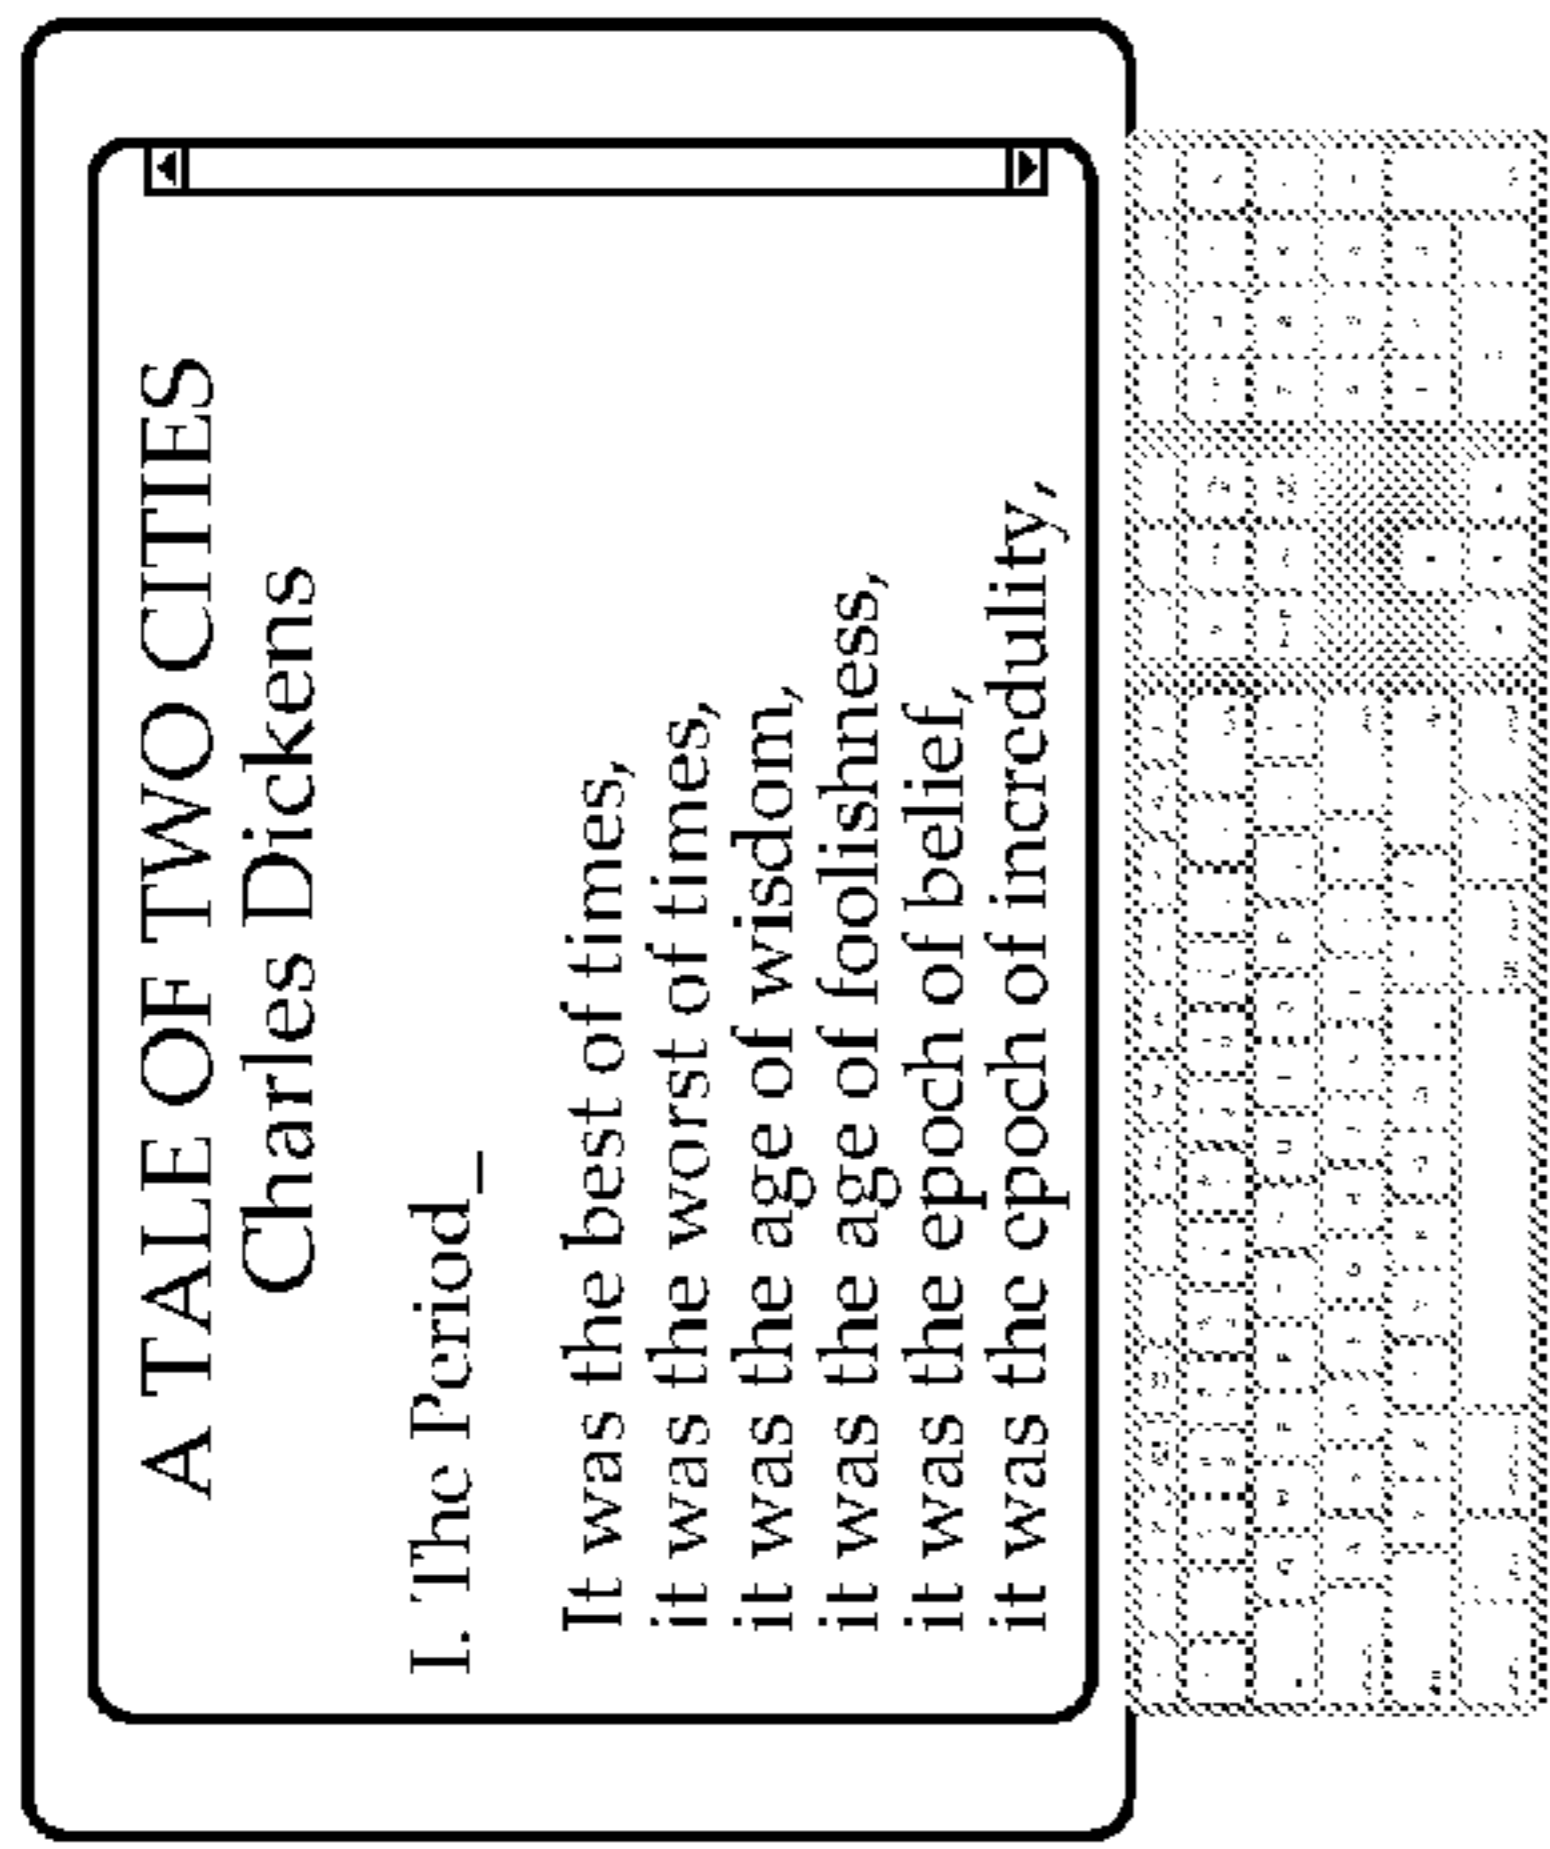 A TALE OF TWO CITIES
Charles Dickens
I. The Period_
It was the best of times,
it was the worst of times,
it was the age of wisdom,
it was the age of foolishness,
it was the epoch of belief,
it was the epoch of incredulity,